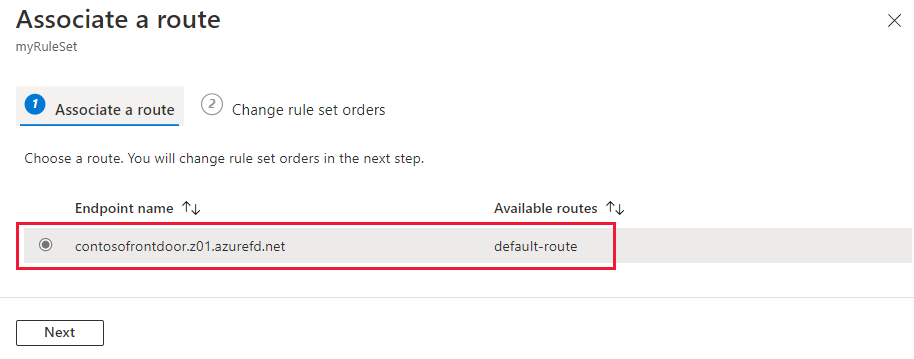 Associate a route
myRuleSet
1 Associate a route 2 Change rule set orders
Choose a route. You will change rule set orders in the next step.
Endpoint name Available routes
contosofrontdoor.z01.azurefd.net default-route
Next